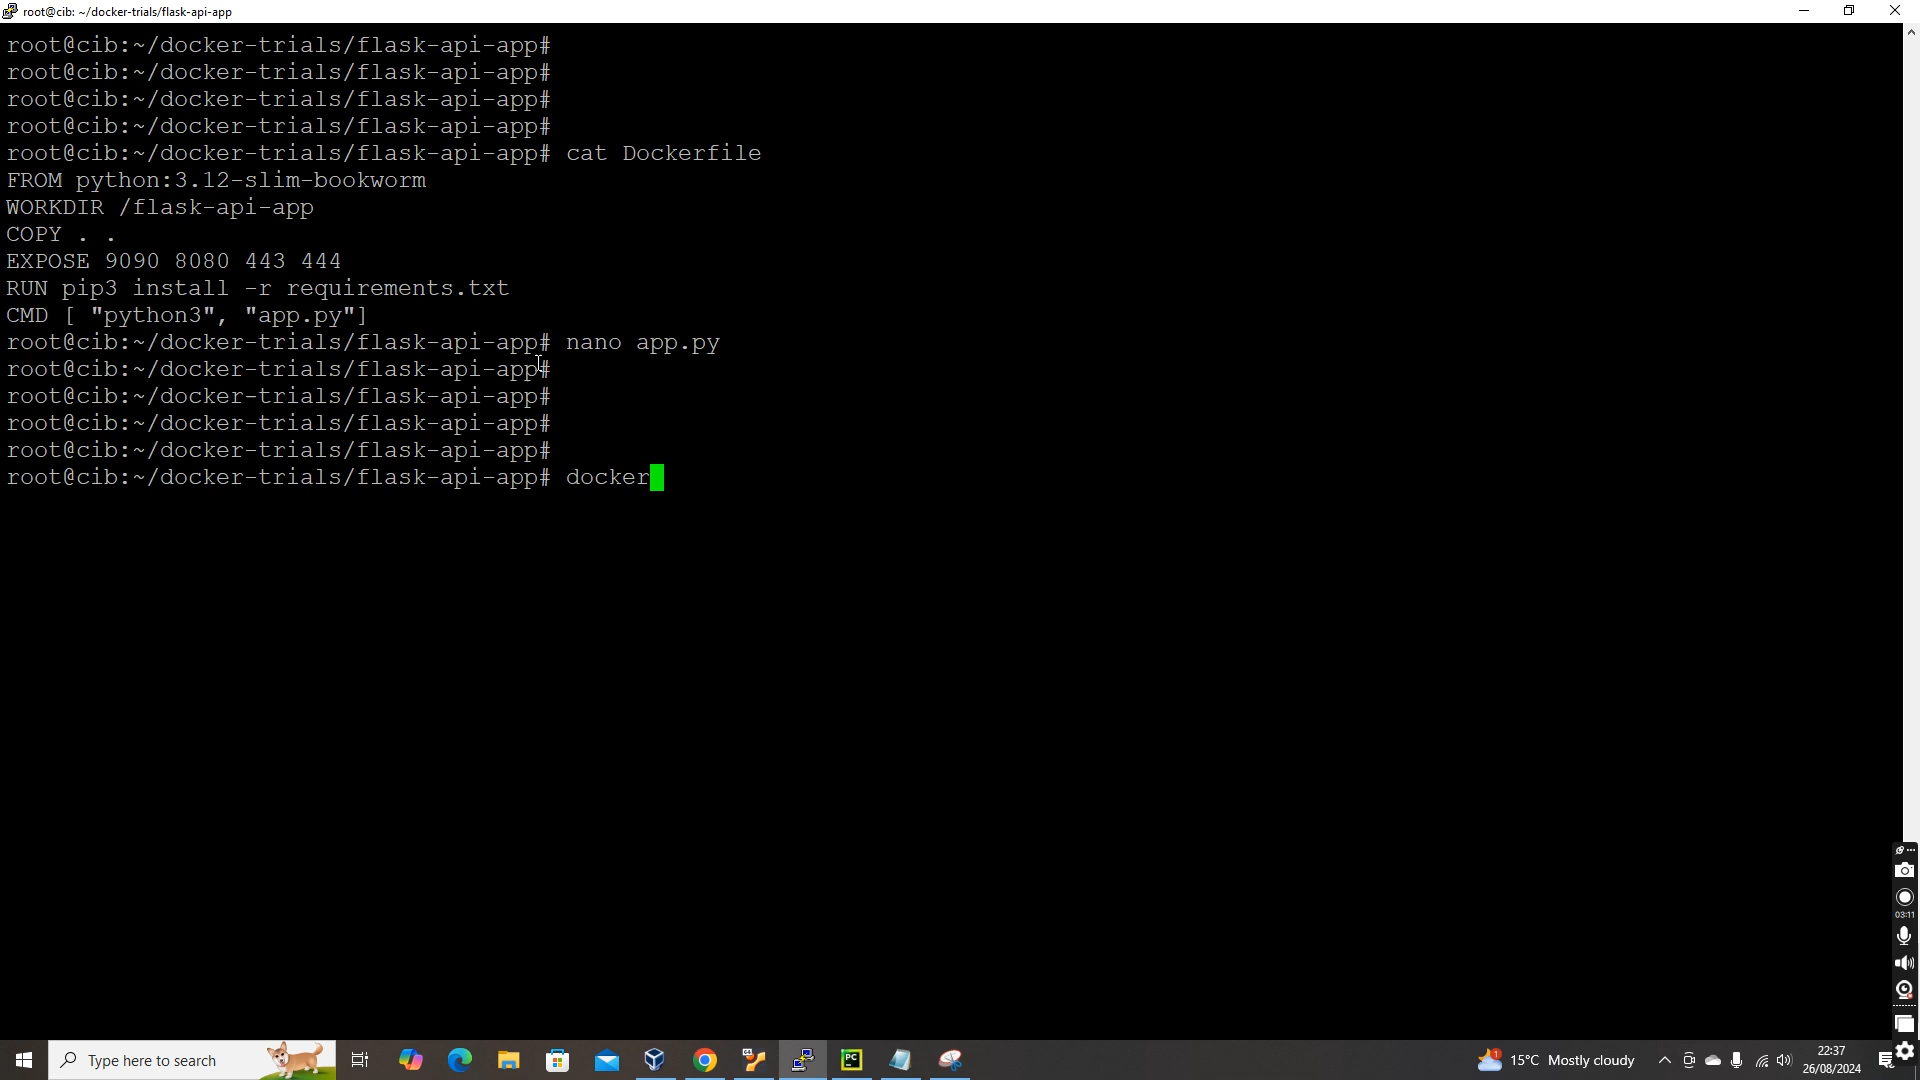 root@cib: ~/docker-trials/flask-api-app
root@cib:~/docker-trials/flask-api-app#
root@cib:~/docker-trials/flask-api-app#
root@cib:~/docker-trials/flask-api-app#
root@cib:~/docker-trials/flask-api-app#
root@cib:~/docker-trials/flask-api-app# cat Dockerfile
FROM python:3.12-slim-bookworm
WORKDIR /flask-api-app
COPY . .
EXPOSE 9090 8080 443 444
RUN pip3 install -r requirements.txt
CMD [ "python3", "app.py"]
root@cib:~/docker-trials/flask-api-app# nano app.py
root@cib:~/docker-trials/flask-api-app#
root@cib:~/docker-trials/flask-api-app#
root@cib:~/docker-trials/flask-api-app#
root@cib:~/docker-trials/flask-api-app#
root@cib:~/docker-trials/flask-api-app# docker
03:11
Type here to search
64
PC
1
15°C Mostly cloudy
22:37
26/08/2024